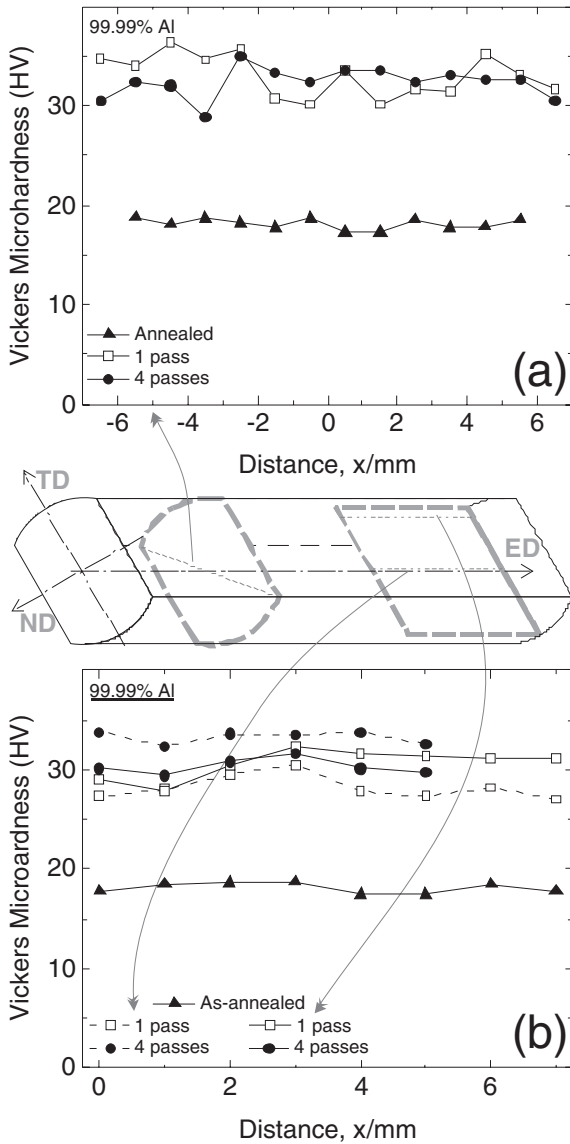 99.99% Al
Vickers Microhardness (HV)
30
20
10
0
Annealed
1 pass
4 passes
(a)
-6 -4 -2 0 2 4 6
Distance, x/mm
TD
ED
ND
99.99% Al
Vickers Microardness (HV)
30
20
10
0
As-annealed
1 pass 1 pass
4 passes 4 passes
(b)
0 2 4 6
Distance, x/mm